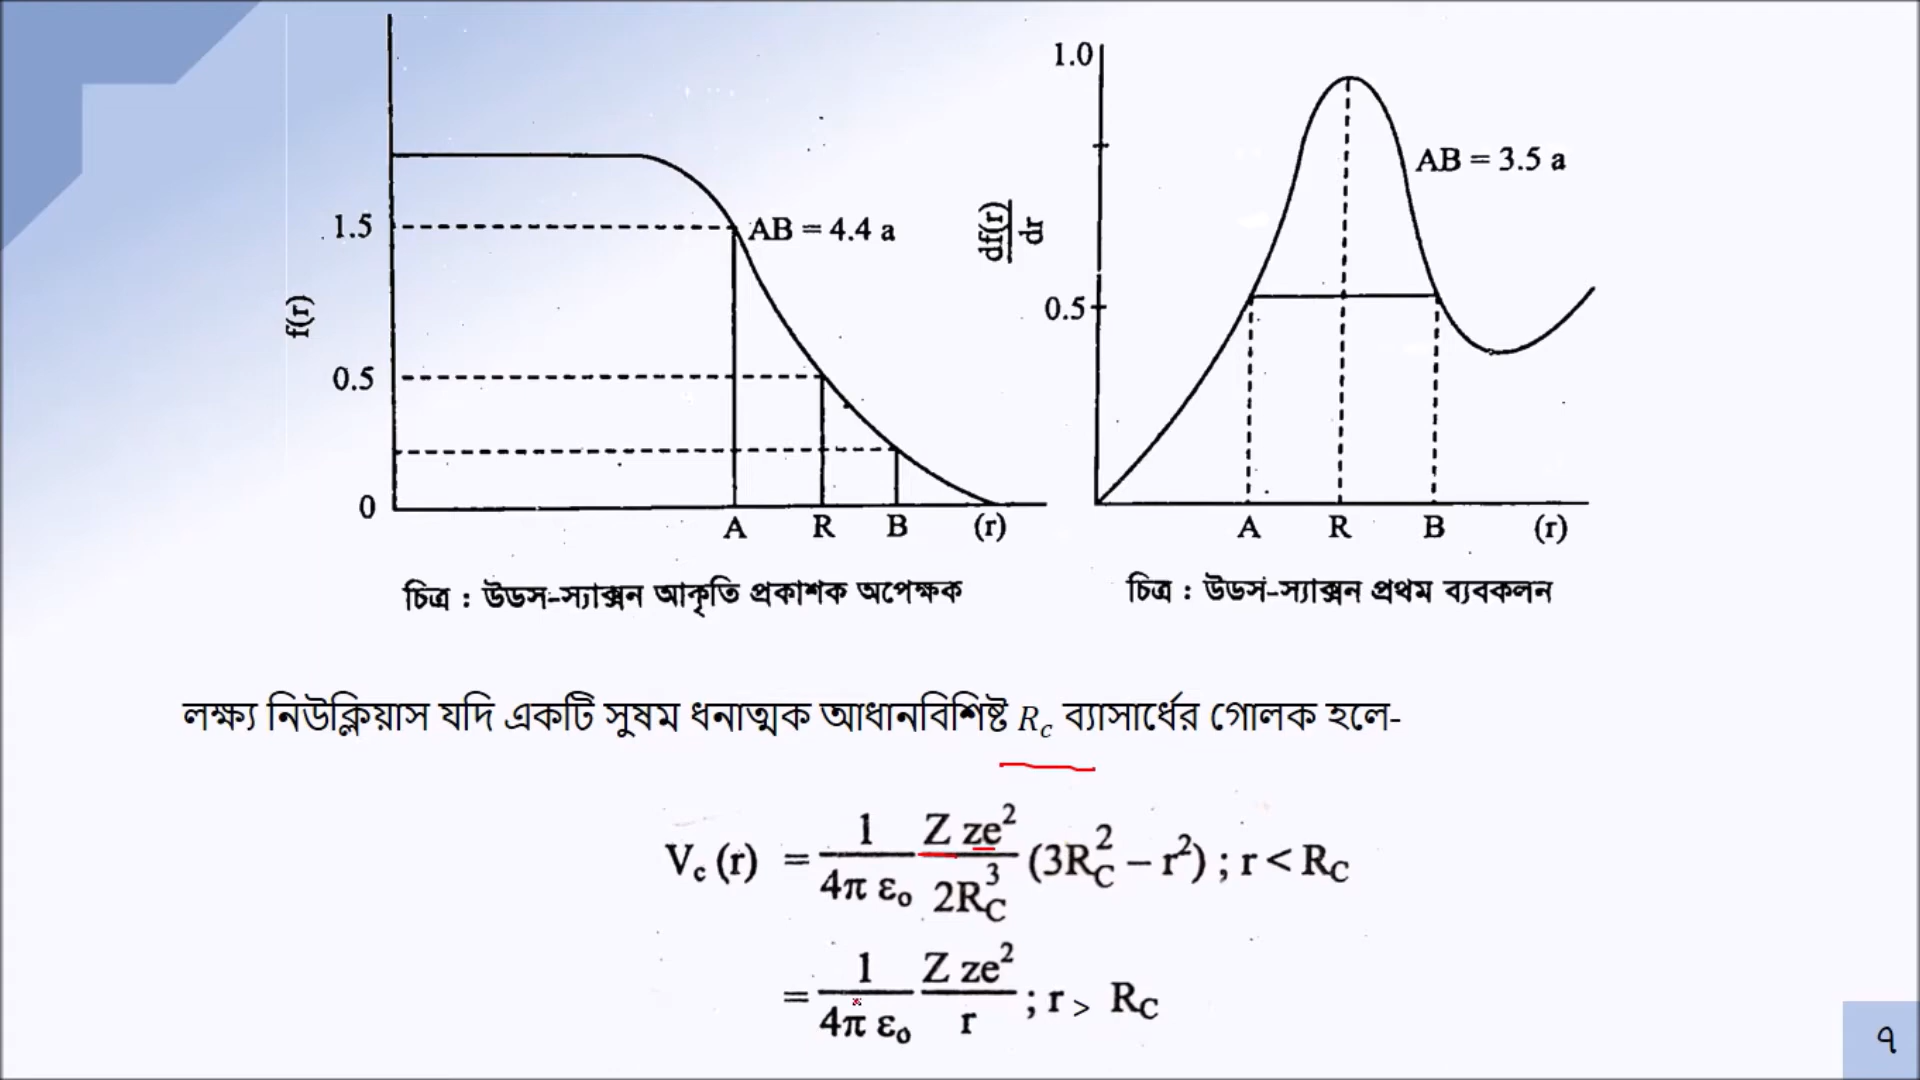 1.5
0.5
0
f(r)
AB = 4.4 a
A R B (r)
চিত্র : উডস-স্যাক্সন আকৃতি প্রকাশক অপেক্ষক
1.0
0.5
df(r)
dr
AB = 3.5 a
A R B (r)
চিত্র : উডস-স্যাক্সন প্রথম ব্যবকলন
লক্ষ্য নিউক্লিয়াস যদি একটি সুষম ধনাত্মক আধানবিশিষ্ট R_c ব্যাসার্ধের গোলক হলে-
V_c (r) = 1/(4π ε_o) Z ze²/(2R_C³) (3R_C² – r²) ; r < R_C
= 1/(4π ε_o) Z ze²/r ; r > R_C
৭